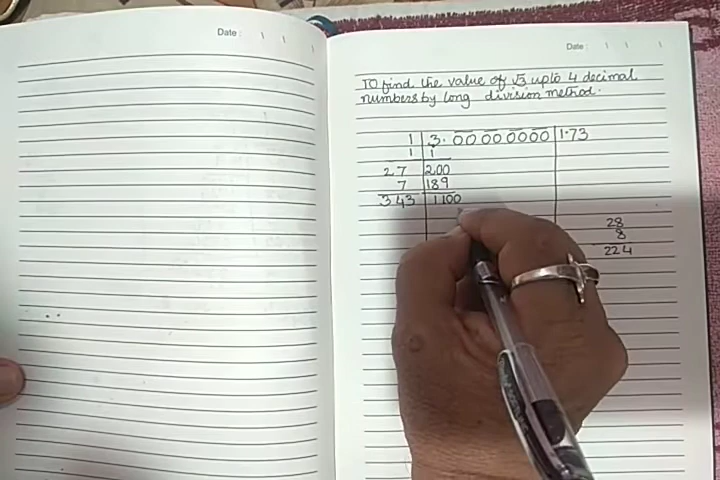 Date :
Date :
To find the value of √3 upto 4 decimal
numbers by long division method.
1 3. 00 00 00 00 1.73
1 1
27 200
7 189
343 1100
28
8
224